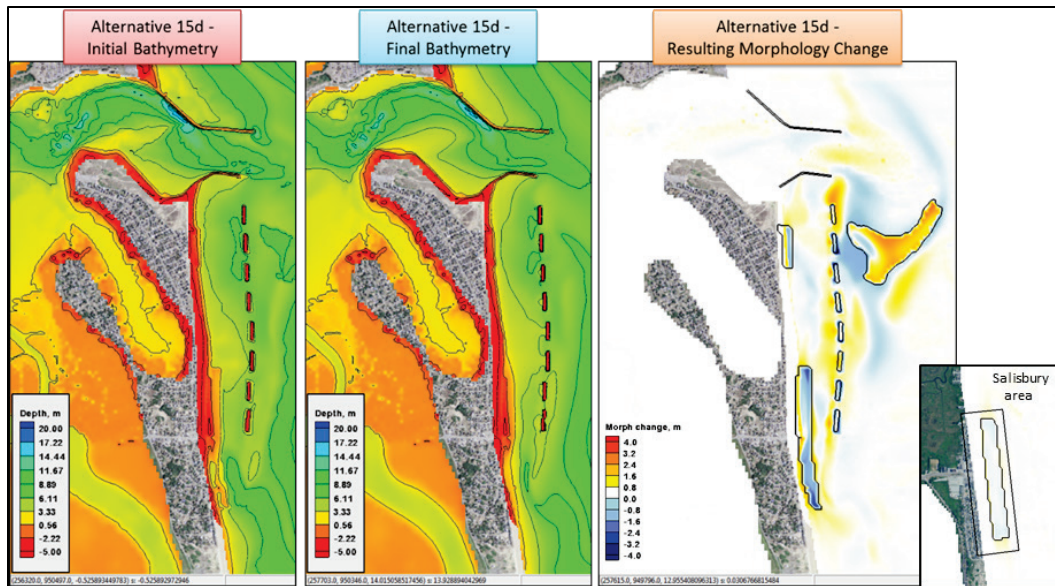 Alternative 15d -
Initial Bathymetry
Alternative 15d -
Final Bathymetry
Alternative 15d -
Resulting Morphology Change
Depth, m
20.00
17.22
14.44
11.67
8.89
6.11
3.33
0.56
-2.22
-5.00
(256320.0, 950497.0, -0.525893449783) s: -0.525892972946
Depth, m
20.00
17.22
14.44
11.67
8.89
6.11
3.33
0.56
-2.22
-5.00
(257703.0, 950346.0, 14.015058517456) s: 13.928894042969
Morph change, m
4.0
3.2
2.4
1.6
0.8
0.0
-0.8
-1.6
-2.4
-3.2
-4.0
(257615.0, 949796.0, 12.955408096313) s: 0.0306766815484
Salisbury
area